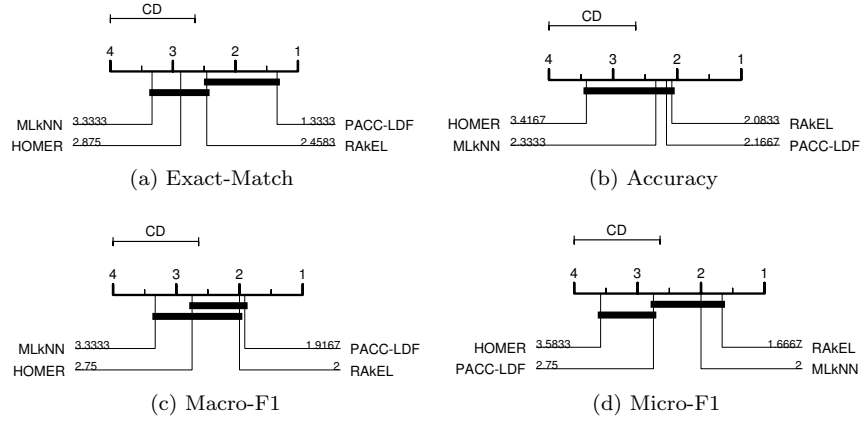 CD
4 3 2 1
MLkNN 3.3333 1.3333 PACC-LDF
HOMER 2.875 2.4583 RAkEL
(a) Exact-Match
CD
4 3 2 1
HOMER 3.4167 2.0833 RAkEL
MLkNN 2.3333 2.1667 PACC-LDF
(b) Accuracy
CD
4 3 2 1
MLkNN 3.3333 1.9167 PACC-LDF
HOMER 2.75 2 RAkEL
(c) Macro-F1
CD
4 3 2 1
HOMER 3.5833 1.6667 RAkEL
PACC-LDF 2.75 2 MLkNN
(d) Micro-F1